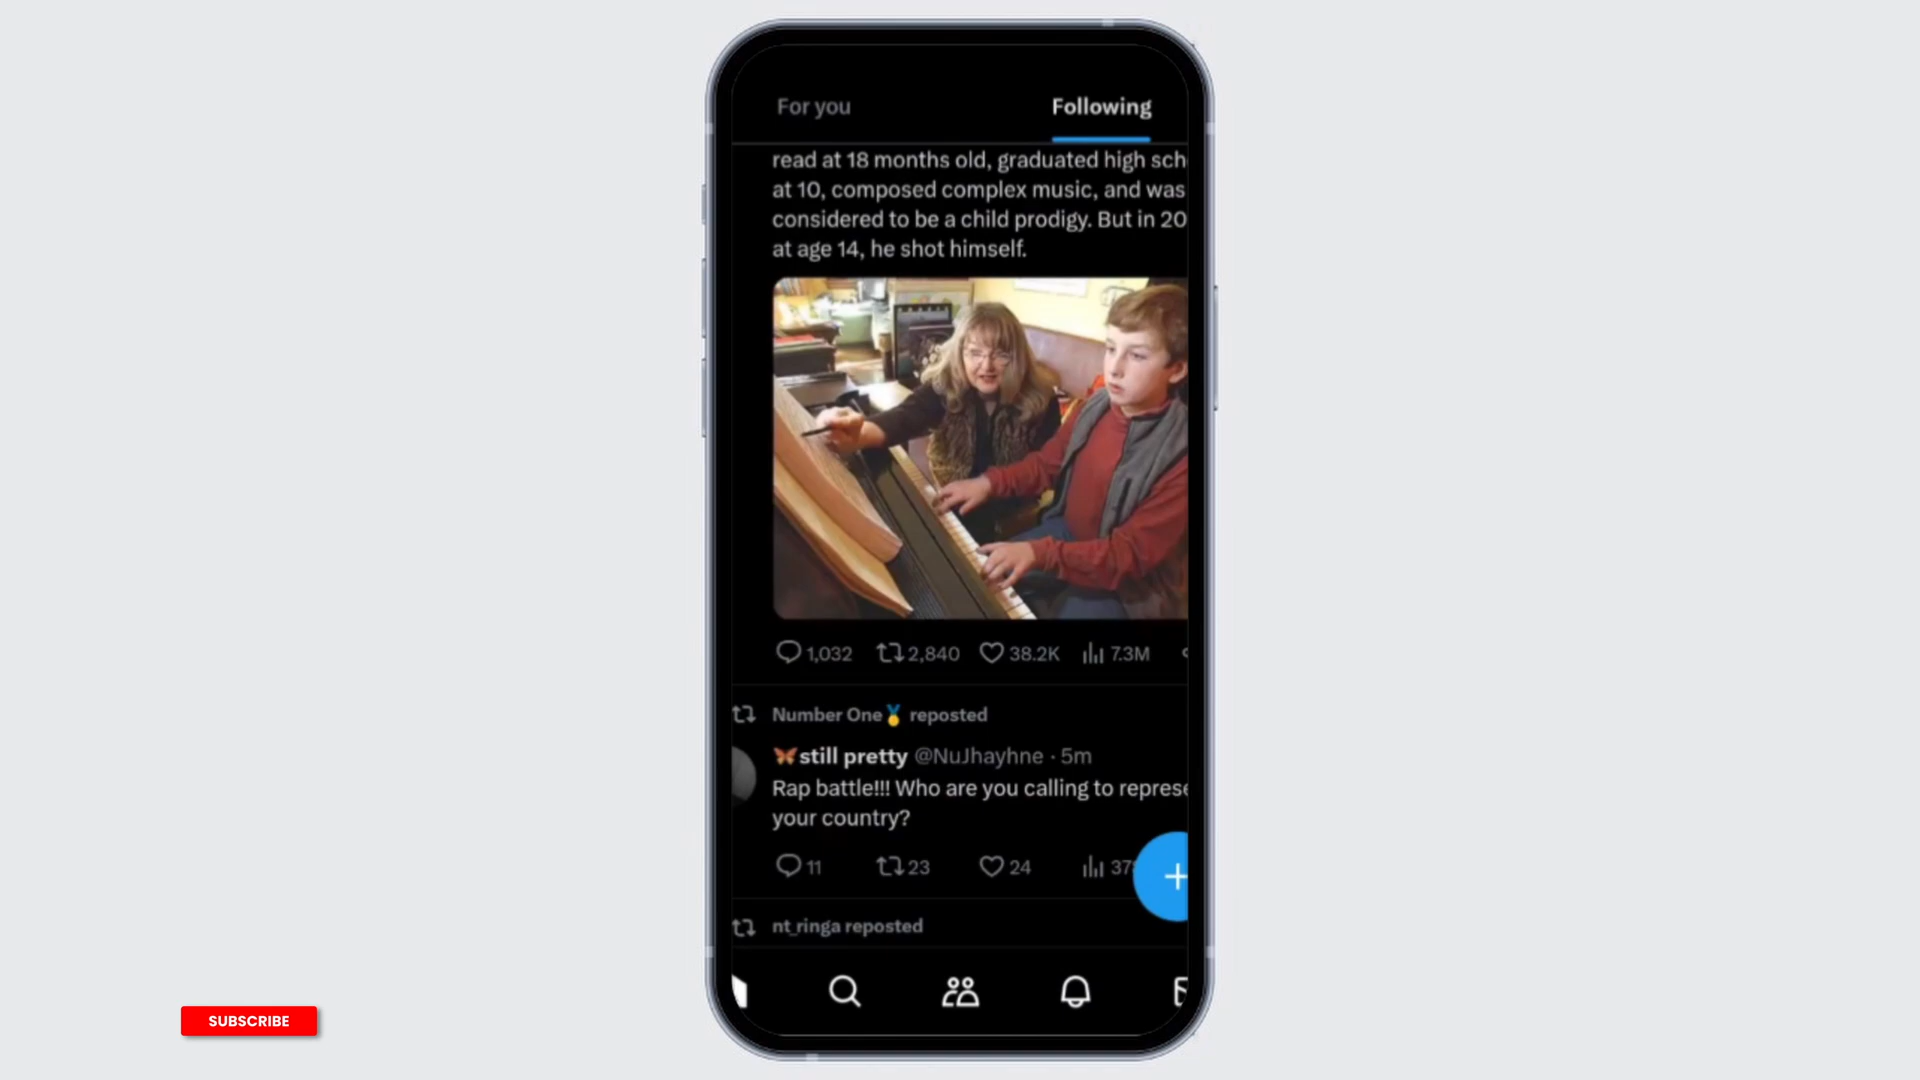 For you Following
read at 18 months old, graduated high sch
at 10, composed complex music, and was
considered to be a child prodigy. But in 20
at age 14, he shot himself.
1,032 2,840 38.2K 7.3M
Number One🏅 reposted
🦋still pretty @NuJhayhne · 5m
Rap battle!!! Who are you calling to represe
your country?
11 23 24 37
nt_ringa reposted
SUBSCRIBE